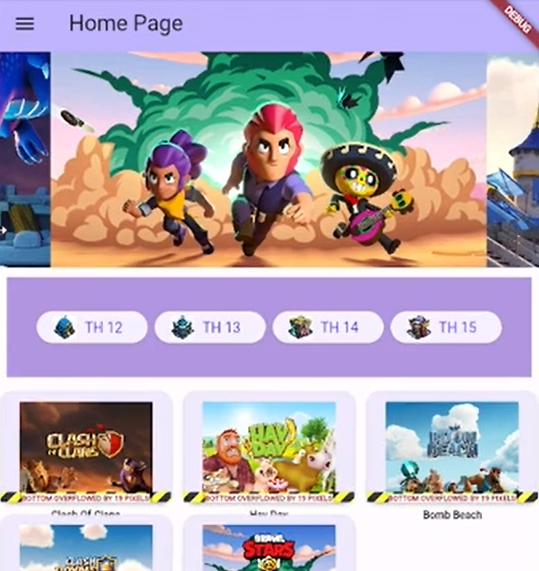 Home Page
DEBUG
TH 12
TH 13
TH 14
TH 15
CLASH OF CLANS
HAY DAY
BOOM BEACH
BOTTOM OVERFLOWED BY 19 PIXELS
BOTTOM OVERFLOWED BY 19 PIXELS
BOTTOM OVERFLOWED BY 19 PIXELS
Clash Of Clans
Hay Day
Bomb Beach
CLASH ROYALE
BRAWL STARS